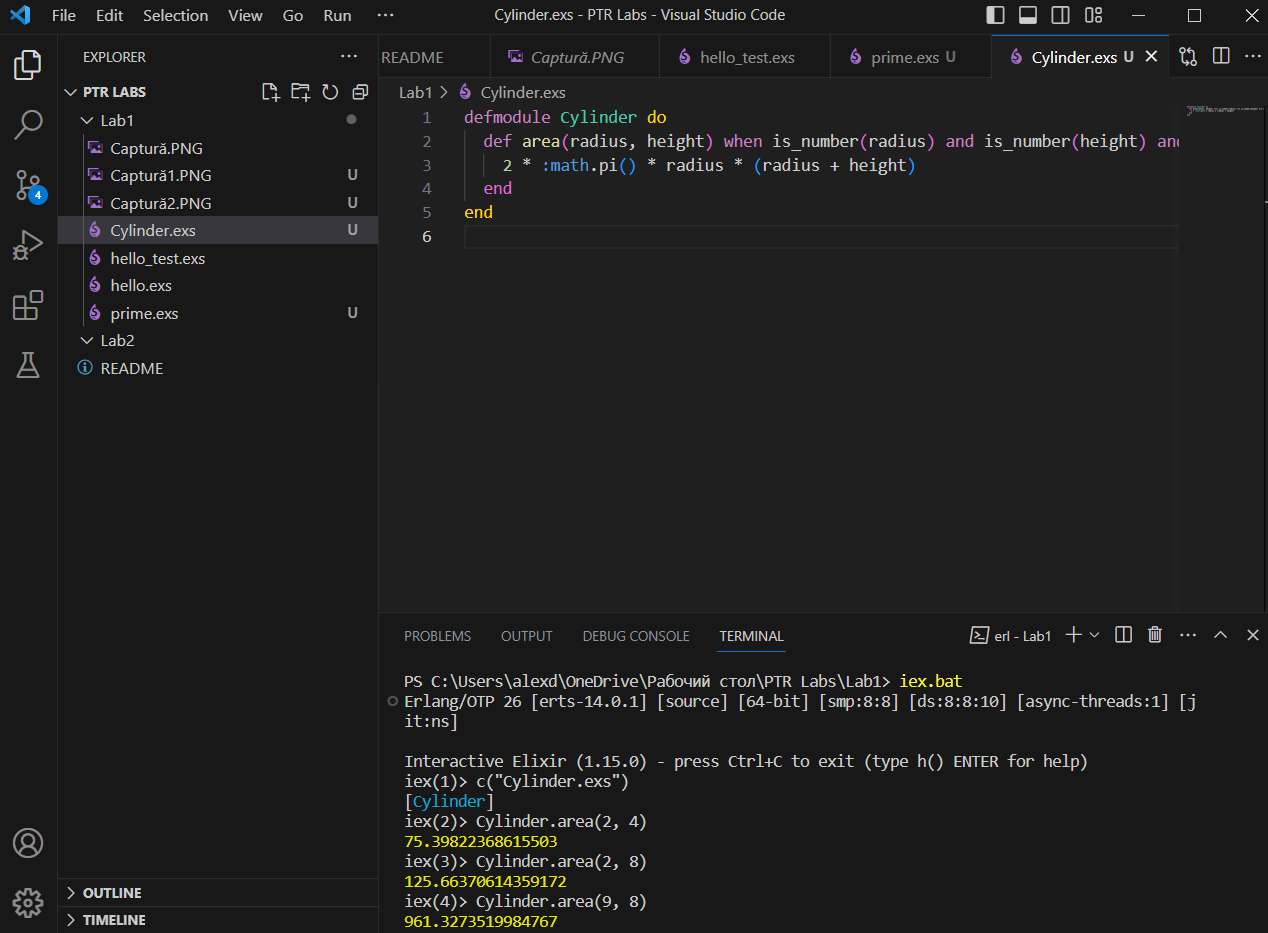 File Edit Selection View Go Run ··· Cylinder.exs - PTR Labs - Visual Studio Code
EXPLORER ···
PTR LABS
Lab1
Captură.PNG
Captură1.PNG U
Captură2.PNG U
Cylinder.exs U
hello_test.exs
hello.exs
prime.exs U
Lab2
README
4
OUTLINE
TIMELINE
README Captură.PNG hello_test.exs prime.exs U Cylinder.exs U
Lab1 > Cylinder.exs
1 defmodule Cylinder do
2 def area(radius, height) when is_number(radius) and is_number(height) and
3 2 * :math.pi() * radius * (radius + height)
4 end
5 end
6
PROBLEMS OUTPUT DEBUG CONSOLE TERMINAL erl - Lab1
PS C:\Users\alexd\OneDrive\Рабочий стол\PTR Labs\Lab1> iex.bat
Erlang/OTP 26 [erts-14.0.1] [source] [64-bit] [smp:8:8] [ds:8:8:10] [async-threads:1] [j
it:ns]
Interactive Elixir (1.15.0) - press Ctrl+C to exit (type h() ENTER for help)
iex(1)> c("Cylinder.exs")
[Cylinder]
iex(2)> Cylinder.area(2, 4)
75.39822368615503
iex(3)> Cylinder.area(2, 8)
125.66370614359172
iex(4)> Cylinder.area(9, 8)
961.3273519984767